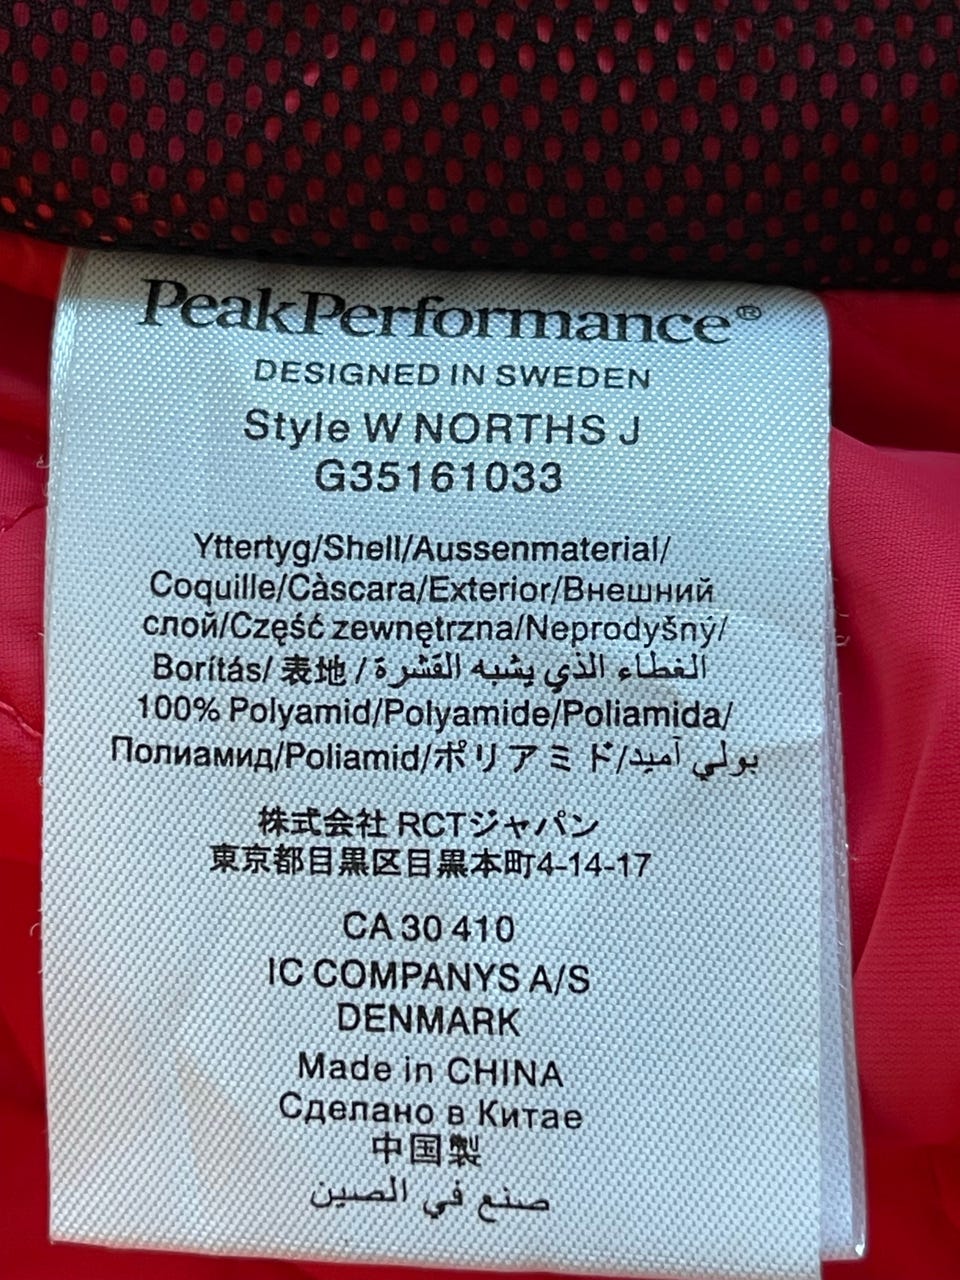 PeakPerformance®
DESIGNED IN SWEDEN
Style W NORTHS J
G35161033
Yttertyg/Shell/Aussenmaterial/
Coquille/Càscara/Exterior/Внешний
слой/Część zewnętrzna/Neprodyšný/
Borítás/ 表地 / الغطاء الذي يشبه القشرة
100% Polyamid/Polyamide/Poliamida/
Полиамид/Poliamid/ポリアミド/بولي آميد
株式会社 RCTジャパン
東京都目黒区目黒本町4-14-17
CA 30 410
IC COMPANYS A/S
DENMARK
Made in CHINA
Сделано в Китае
中国製
صنع في الصين